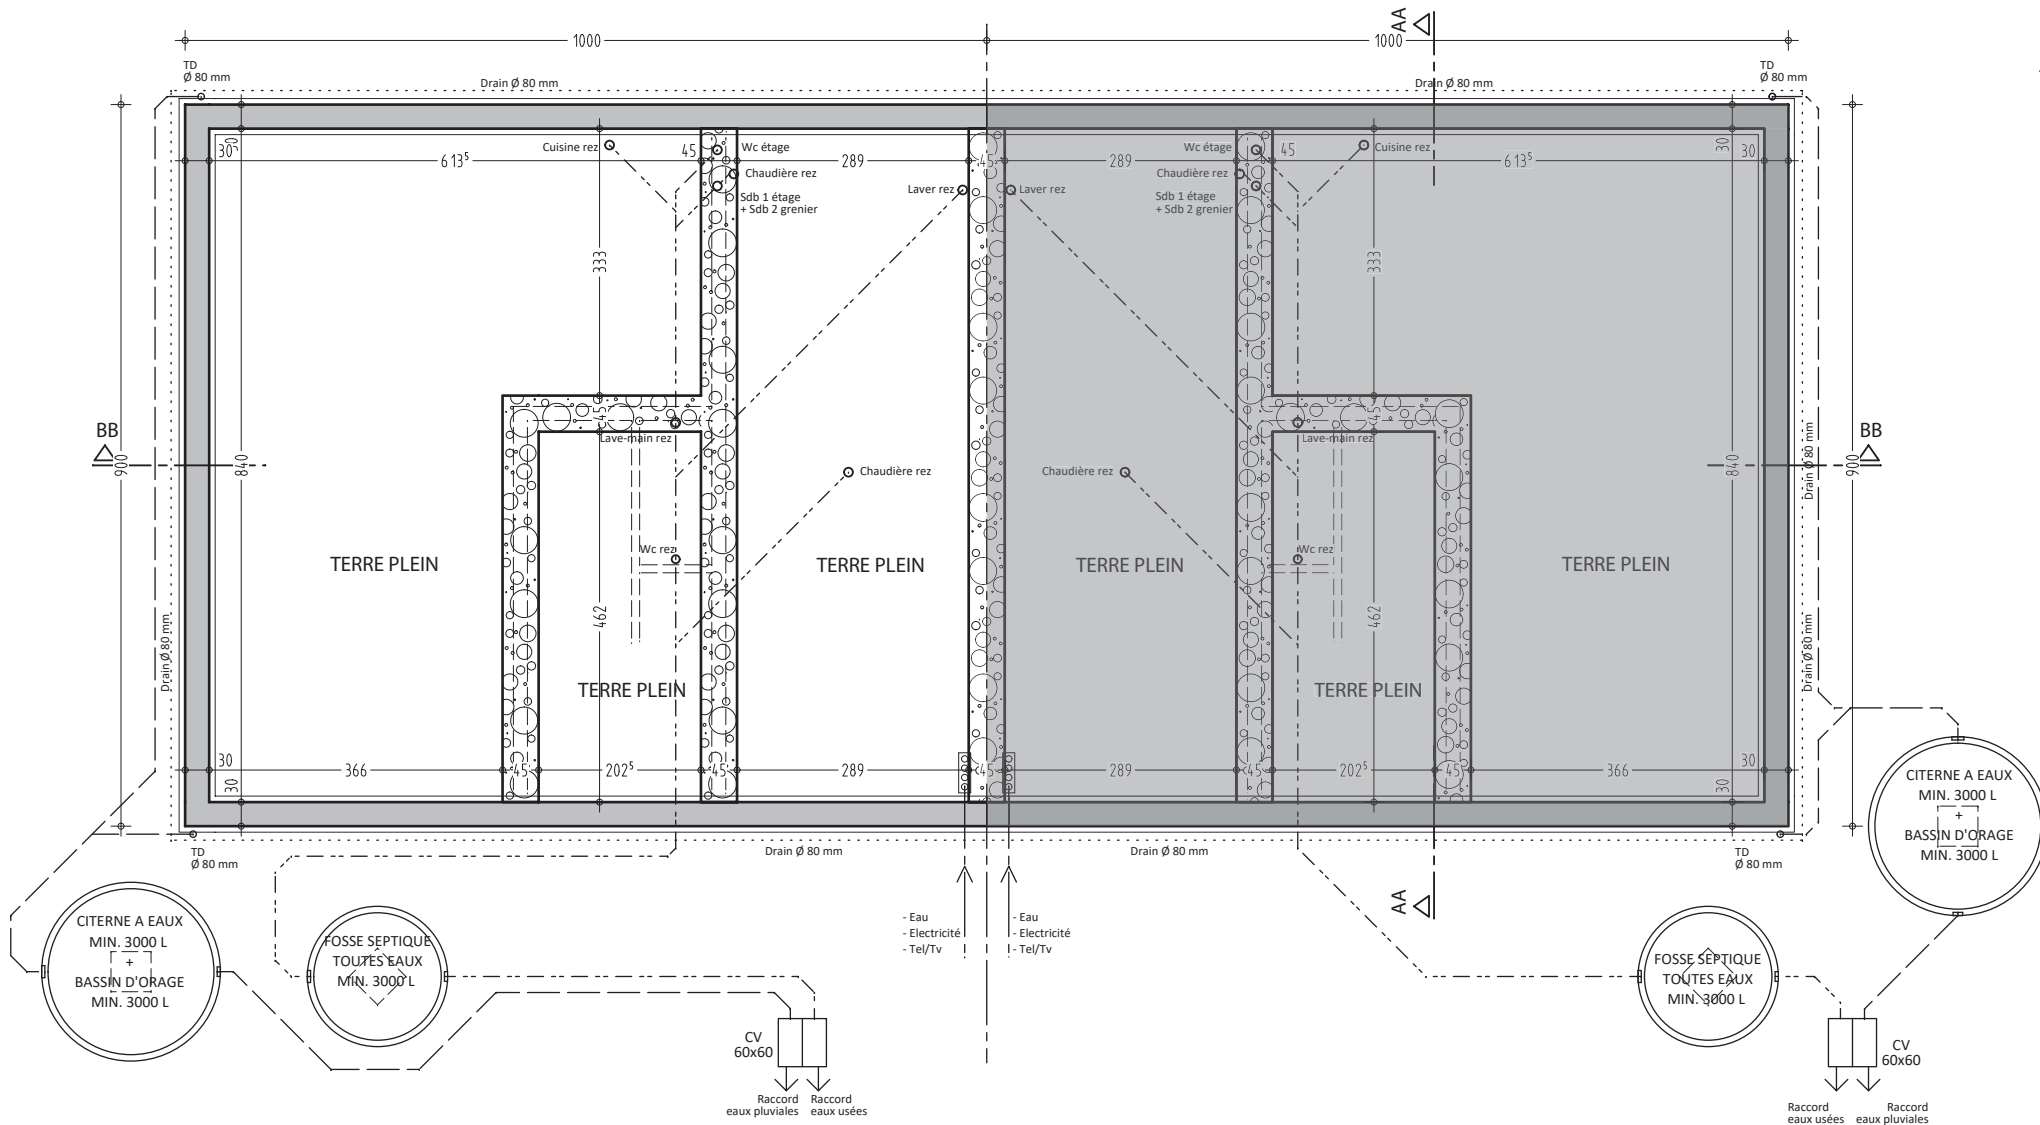 AA
1000
1000
TD
Ø 80 mm
Drain Ø 80 mm
Drain Ø 80 mm
TD
Ø 80 mm
30
30
Cuisine rez
45
Wc étage
Wc étage
45
Cuisine rez
30
30
613⁵
289
45
289
613⁵
Chaudière rez
Chaudière rez
Laver rez
Laver rez
Sdb 1 étage
+ Sdb 2 grenier
Sdb 1 étage
+ Sdb 2 grenier
333
333
45
45
Lave-main rez
Lave-main rez
BB
900
840
Chaudière rez
Chaudière rez
840
900
BB
Drain Ø 80 mm
Wc rez
Wc rez
TERRE PLEIN
TERRE PLEIN
TERRE PLEIN
TERRE PLEIN
462
462
Drain Ø 80 mm
Drain Ø 80 mm
TERRE PLEIN
TERRE PLEIN
30
30
366
45
202⁵
45
289
45
289
45
202⁵
45
366
30
30
CITERNE A EAUX
MIN. 3000 L
+
BASSIN D'ORAGE
MIN. 3000 L
TD
Ø 80 mm
Drain Ø 80 mm
Drain Ø 80 mm
TD
Ø 80 mm
AA
- Eau
- Electricité
- Tel/Tv
- Eau
- Electricité
- Tel/Tv
CITERNE A EAUX
MIN. 3000 L
+
BASSIN D'ORAGE
MIN. 3000 L
FOSSE SEPTIQUE
TOUTES EAUX
MIN. 3000 L
FOSSE SEPTIQUE
TOUTES EAUX
MIN. 3000 L
CV
60x60
CV
60x60
Raccord
eaux pluviales
Raccord
eaux usées
Raccord
eaux usées
Raccord
eaux pluviales